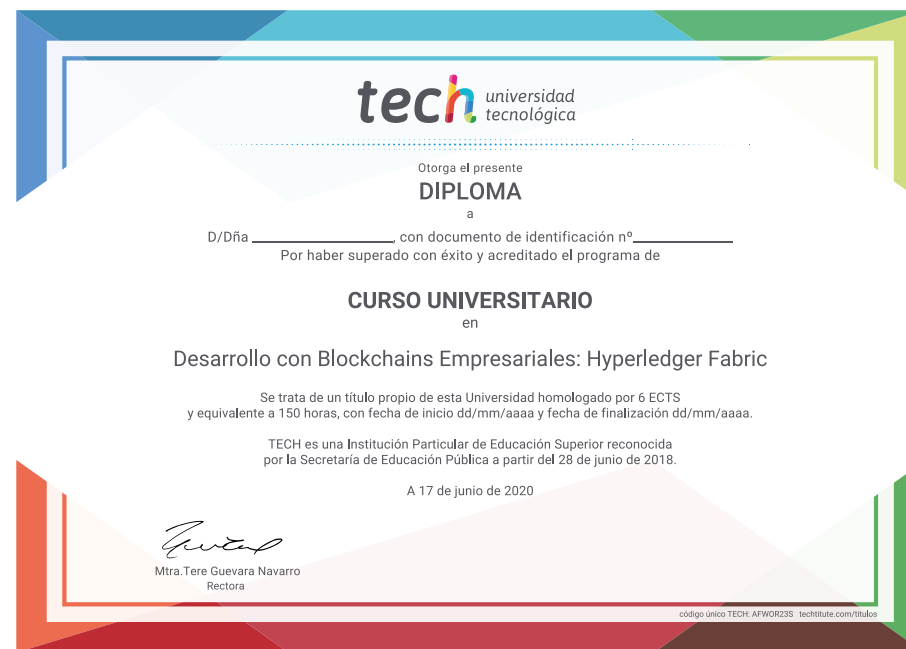 tech universidad
tecnológica
Otorga el presente
DIPLOMA
a
D/Dña ____________________, con documento de identificación nº______________
Por haber superado con éxito y acreditado el programa de
CURSO UNIVERSITARIO
en
Desarrollo con Blockchains Empresariales: Hyperledger Fabric
Se trata de un título propio de esta Universidad homologado por 6 ECTS
y equivalente a 150 horas, con fecha de inicio dd/mm/aaaa y fecha de finalización dd/mm/aaaa.
TECH es una Institución Particular de Educación Superior reconocida
por la Secretaría de Educación Pública a partir del 28 de junio de 2018.
A 17 de junio de 2020
Mtra.Tere Guevara Navarro
Rectora
código único TECH: AFWOR23S techtitute.com/titulos